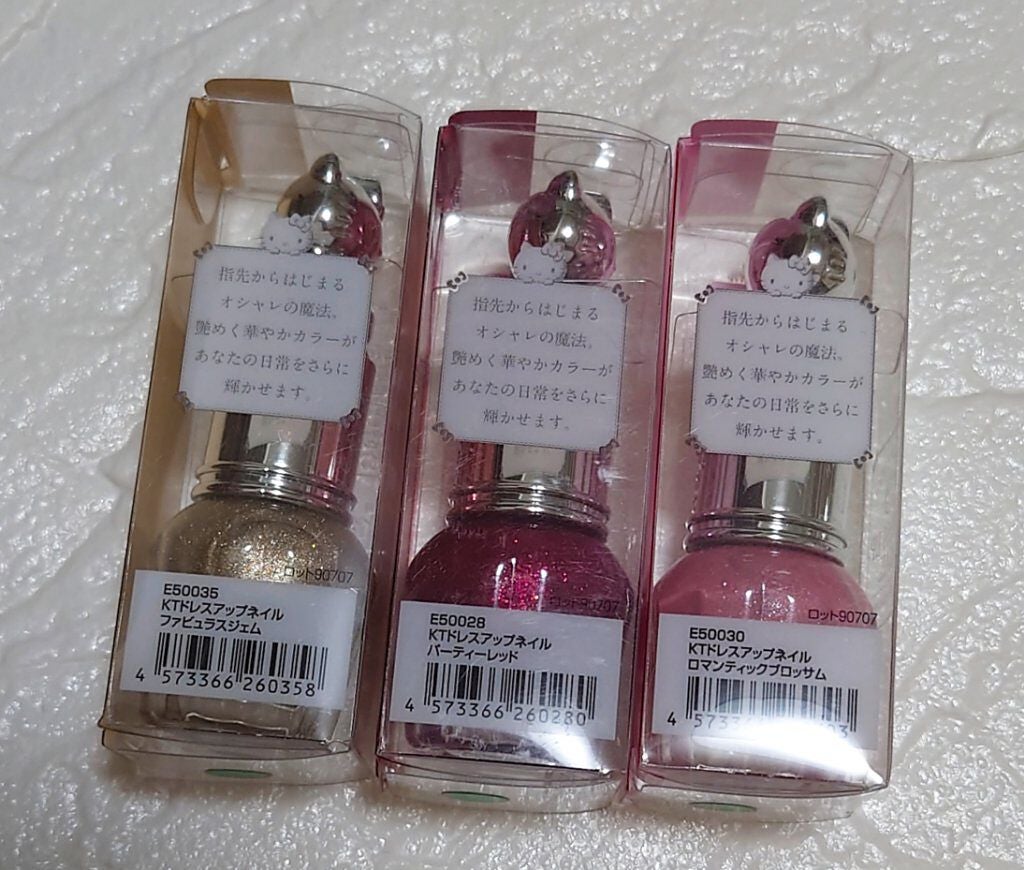 指先からはじまる
オシャレの魔法。
艶めく華やかカラーが
あなたの日常をさらに
輝かせます。
ロット90707
E50035
KTドレスアップネイル
ファビュラスジェム
4 573366 260358
指先からはじまる
オシャレの魔法。
艶めく華やかカラーが
あなたの日常をさらに
輝かせます。
ロット90707
E50028
KTドレスアップネイル
パーティーレッド
4 573366 260280
指先からはじまる
オシャレの魔法。
艶めく華やかカラーが
あなたの日常をさらに
輝かせます。
ロット90707
E50030
KTドレスアップネイル
ロマンティックブロッサム
4